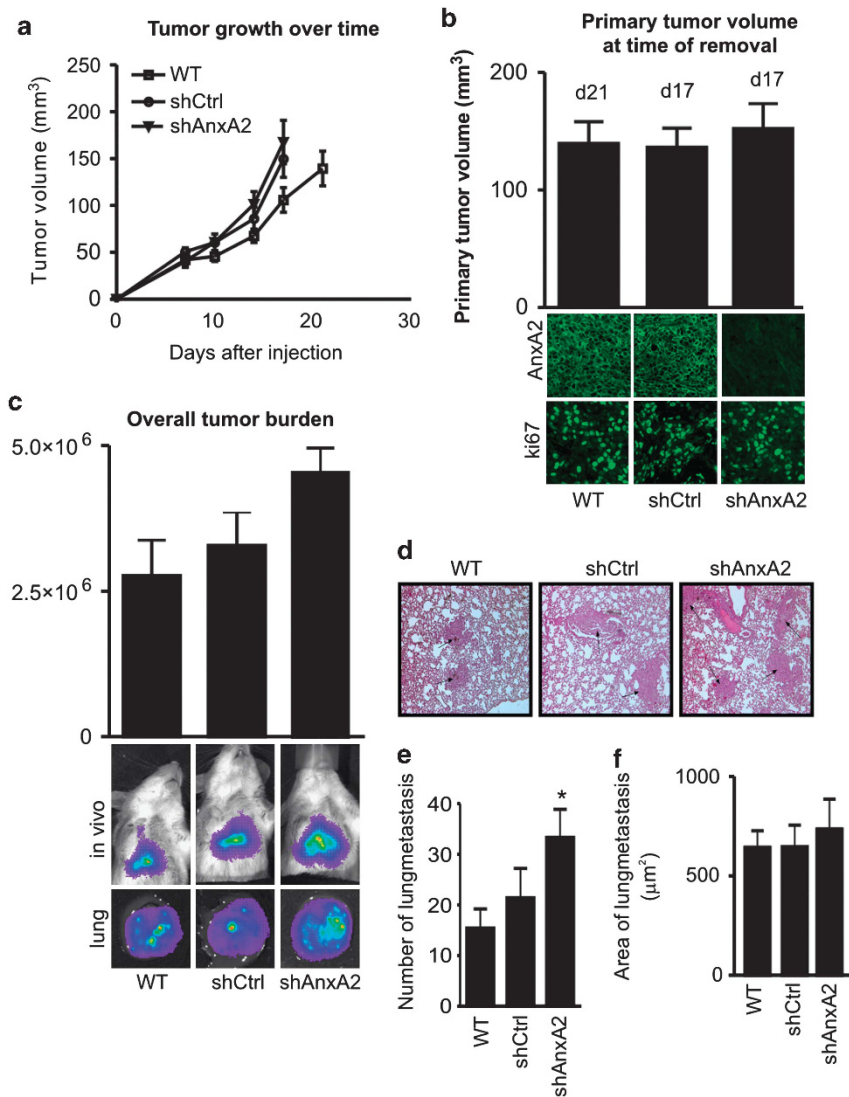 a
Tumor growth over time
Tumor volume (mm³)
250
200
150
100
50
0
WT
shCtrl
shAnxA2
0
10
20
30
Days after injection
b
Primary tumor volume
at time of removal
Primary tumor volume (mm³)
200
100
0
d21
d17
d17
AnxA2
ki67
WT
shCtrl
shAnxA2
c
Overall tumor burden
5.0×10⁶
2.5×10⁶
0
in vivo
lung
WT
shCtrl
shAnxA2
d
WT
shCtrl
shAnxA2
e
Number of lungmetastasis
40
30
20
10
0
*
WT
shCtrl
shAnxA2
f
Area of lungmetastasis
(μm²)
1000
500
0
WT
shCtrl
shAnxA2